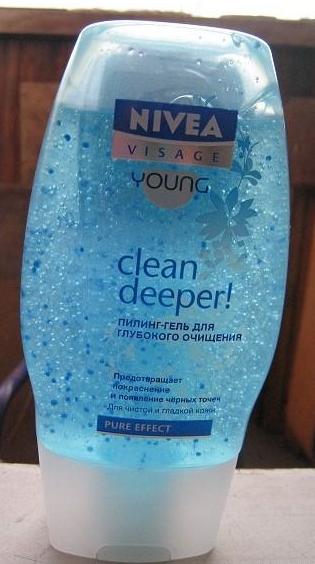 NIVEA
VISAGE
YOUNG
clean
deeper!
ПИЛИНГ-ГЕЛЬ ДЛЯ
ГЛУБОКОГО ОЧИЩЕНИЯ
Предотвращает
покраснение
и появление черных точек
Для чистой и гладкой кожи
PURE EFFECT